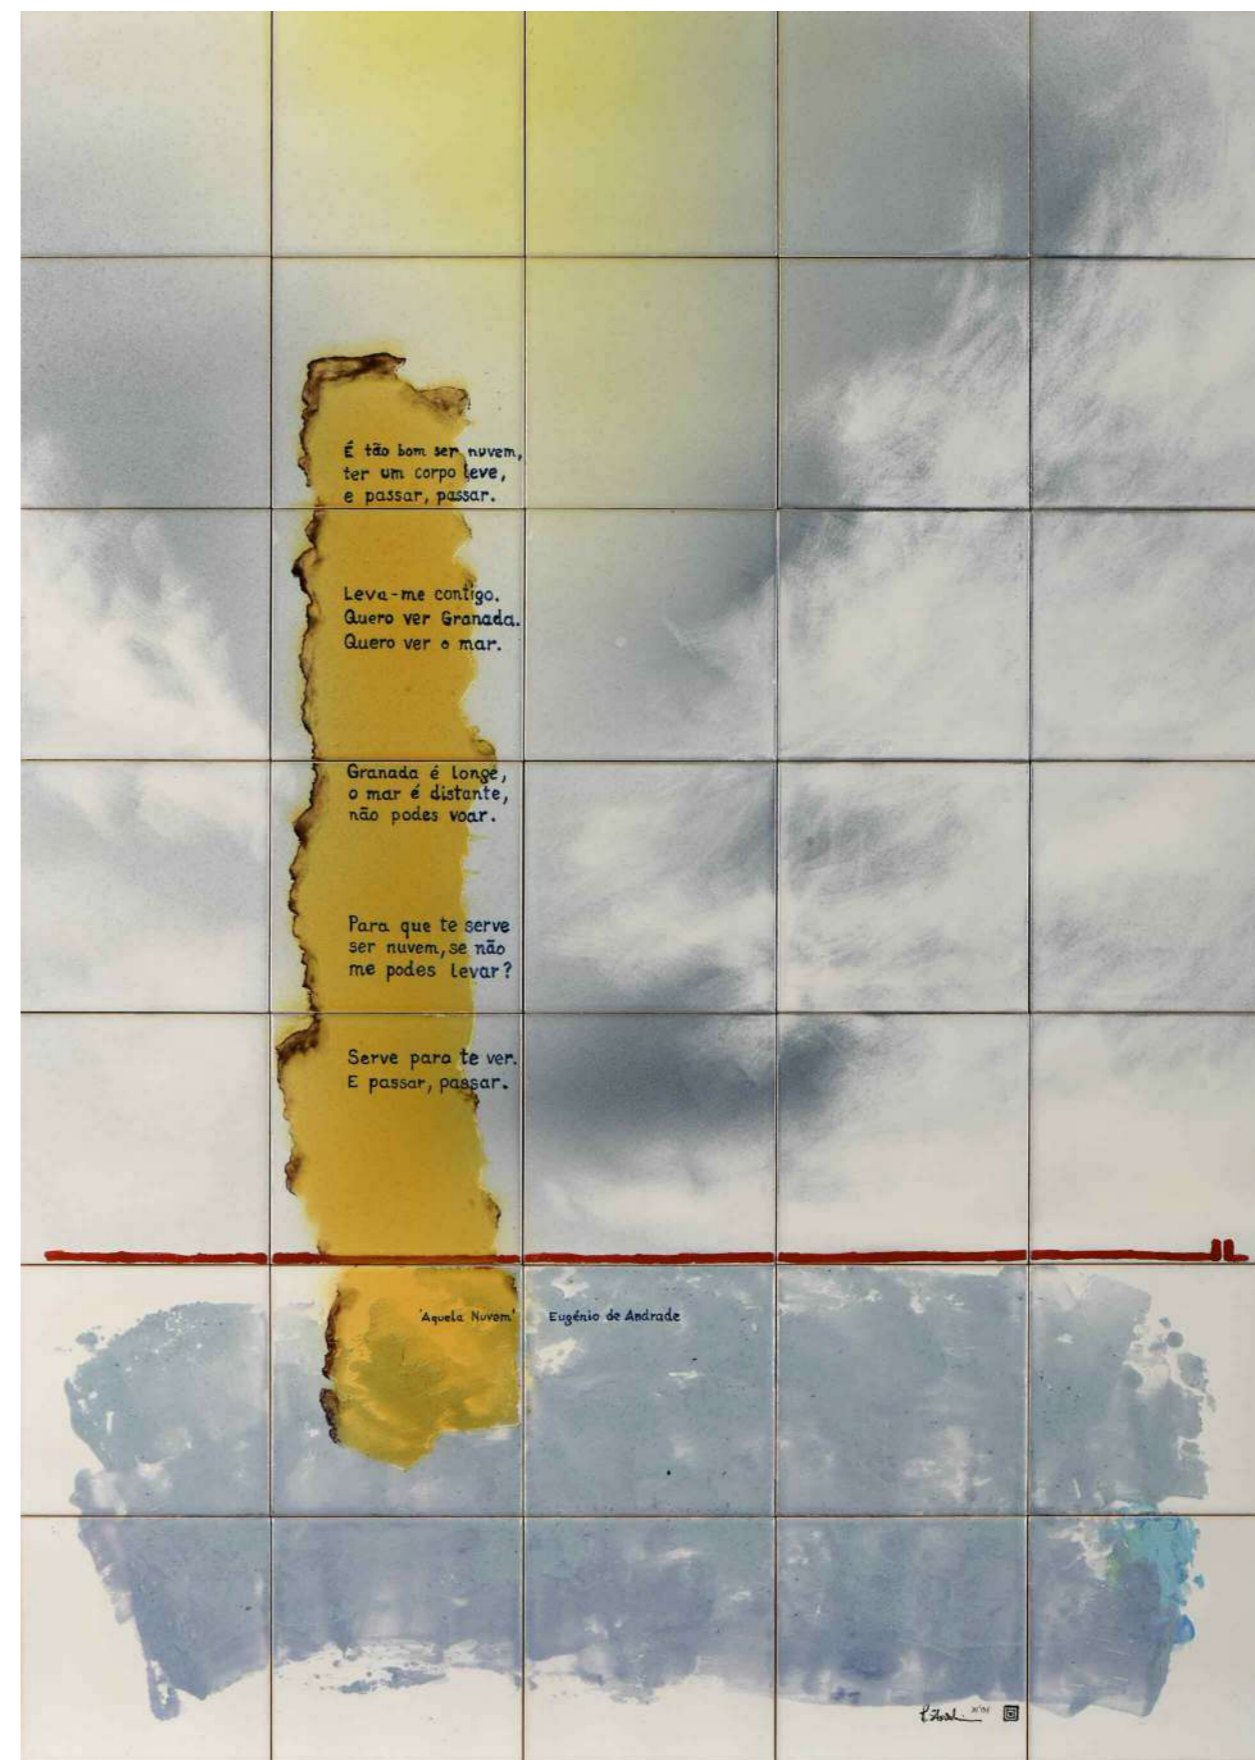 É tão bom ser nuvem,
ter um corpo leve,
e passar, passar.
Leva-me contigo.
Quero ver Granada.
Quero ver o mar.
Granada é longe,
o mar é distante,
não podes voar.
Para que te serve
ser nuvem, se não
me podes levar?
Serve para te ver.
E passar, passar.
'Aquela Nuvem' Eugénio de Andrade